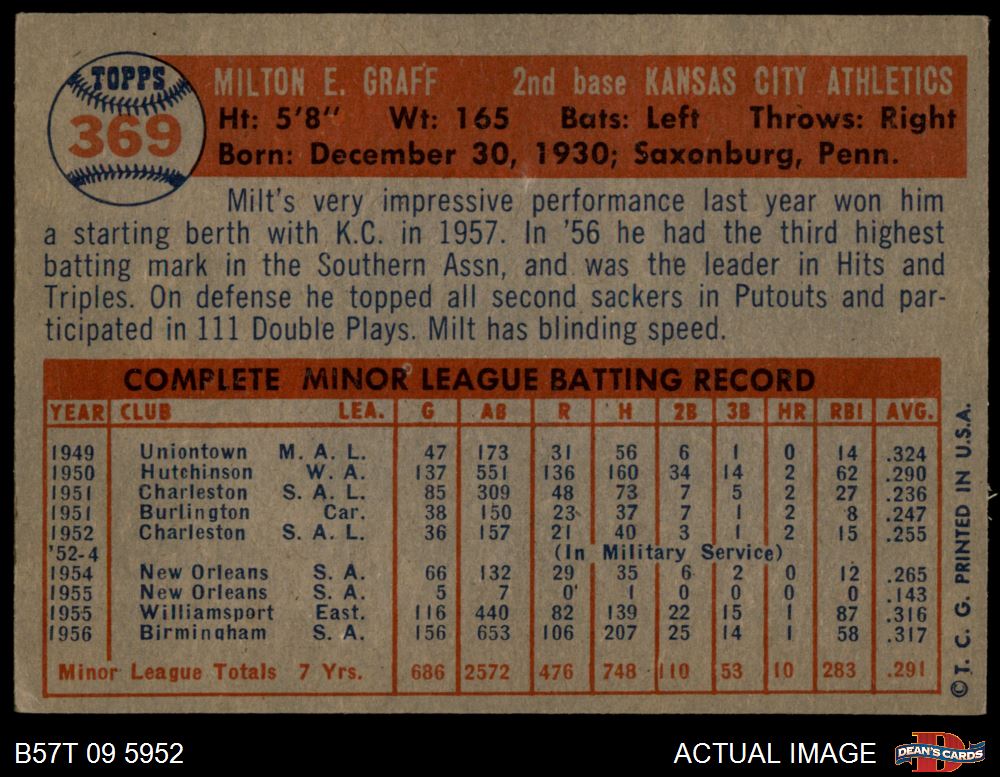 TOPPS
369
MILTON E. GRAFF 2nd base KANSAS CITY ATHLETICS
Ht: 5'8" Wt: 165 Bats: Left Throws: Right
Born: December 30, 1930; Saxonburg, Penn.
Milt's very impressive performance last year won him
a starting berth with K.C. in 1957. In '56 he had the third highest
batting mark in the Southern Assn, and was the leader in Hits and
Triples. On defense he topped all second sackers in Putouts and par-
ticipated in 111 Double Plays. Milt has blinding speed.
COMPLETE MINOR LEAGUE BATTING RECORD
YEAR CLUB LEA. G AB R H 2B 3B HR RBI AVG.
1949 Uniontown M. A. L. 47 173 31 56 6 1 0 14 .324
1950 Hutchinson W. A. 137 551 136 160 34 14 2 62 .290
1951 Charleston S. A. L. 85 309 48 73 7 5 2 27 .236
1951 Burlington Car. 38 150 23 37 7 1 2 8 .247
1952 Charleston S. A. L. 36 157 21 40 3 1 2 15 .255
'52-4 (In Military Service)
1954 New Orleans S. A. 66 132 29 35 6 2 0 12 .265
1955 New Orleans S. A. 5 7 0 1 0 0 0 0 .143
1955 Williamsport East. 116 440 82 139 22 15 1 87 .316
1956 Birmingham S. A. 156 653 106 207 25 14 1 58 .317
Minor League Totals 7 Yrs. 686 2572 476 748 110 53 10 283 .291
© T. C. G. PRINTED IN U.S.A.
B57T 09 5952 ACTUAL IMAGE
D
DEAN'S CARDS